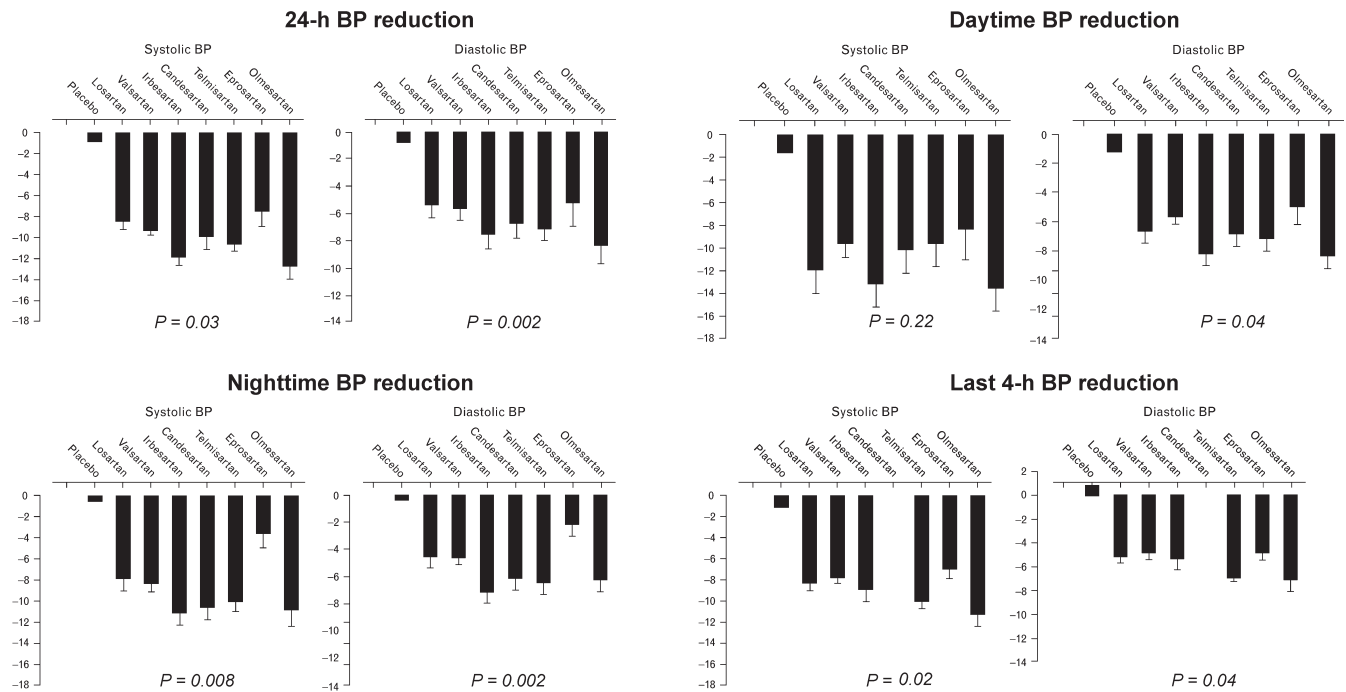 24-h BP reduction
Systolic BP
Placebo
Losartan
Valsartan
Irbesartan
Candesartan
Telmisartan
Eprosartan
Olmesartan
0
−2
−4
−6
−8
−10
−12
−14
−16
−18
P = 0.03
Diastolic BP
Placebo
Losartan
Valsartan
Irbesartan
Candesartan
Telmisartan
Eprosartan
Olmesartan
0
−2
−4
−6
−8
−10
−12
−14
P = 0.002
Daytime BP reduction
Systolic BP
Placebo
Losartan
Valsartan
Irbesartan
Candesartan
Telmisartan
Eprosartan
Olmesartan
0
−2
−4
−6
−8
−10
−12
−14
−16
−18
P = 0.22
Diastolic BP
Placebo
Losartan
Valsartan
Irbesartan
Candesartan
Telmisartan
Eprosartan
Olmesartan
0
−2
−4
−6
−8
−10
−12
−14
P = 0.04
Nighttime BP reduction
Systolic BP
Placebo
Losartan
Valsartan
Irbesartan
Candesartan
Telmisartan
Eprosartan
Olmesartan
0
−2
−4
−6
−8
−10
−12
−14
−16
−18
P = 0.008
Diastolic BP
Placebo
Losartan
Valsartan
Irbesartan
Candesartan
Telmisartan
Eprosartan
Olmesartan
0
−2
−4
−6
−8
−10
−12
−14
P = 0.002
Last 4-h BP reduction
Systolic BP
Placebo
Losartan
Valsartan
Irbesartan
Candesartan
Telmisartan
Eprosartan
Olmesartan
0
−2
−4
−6
−8
−10
−12
−14
−16
−18
P = 0.02
Diastolic BP
Placebo
Losartan
Valsartan
Irbesartan
Candesartan
Telmisartan
Eprosartan
Olmesartan
2
0
−2
−4
−6
−8
−10
−12
−14
P = 0.04